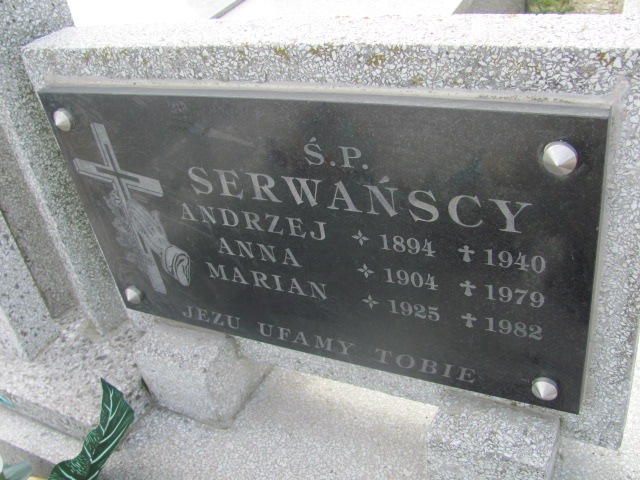 Ś.P.
SERWAŃSCY
ANDRZEJ ✧ 1894 ✝ 1940
ANNA ✧ 1904 ✝ 1979
MARIAN ✧ 1925 ✝ 1982
JEZU UFAMY TOBIE